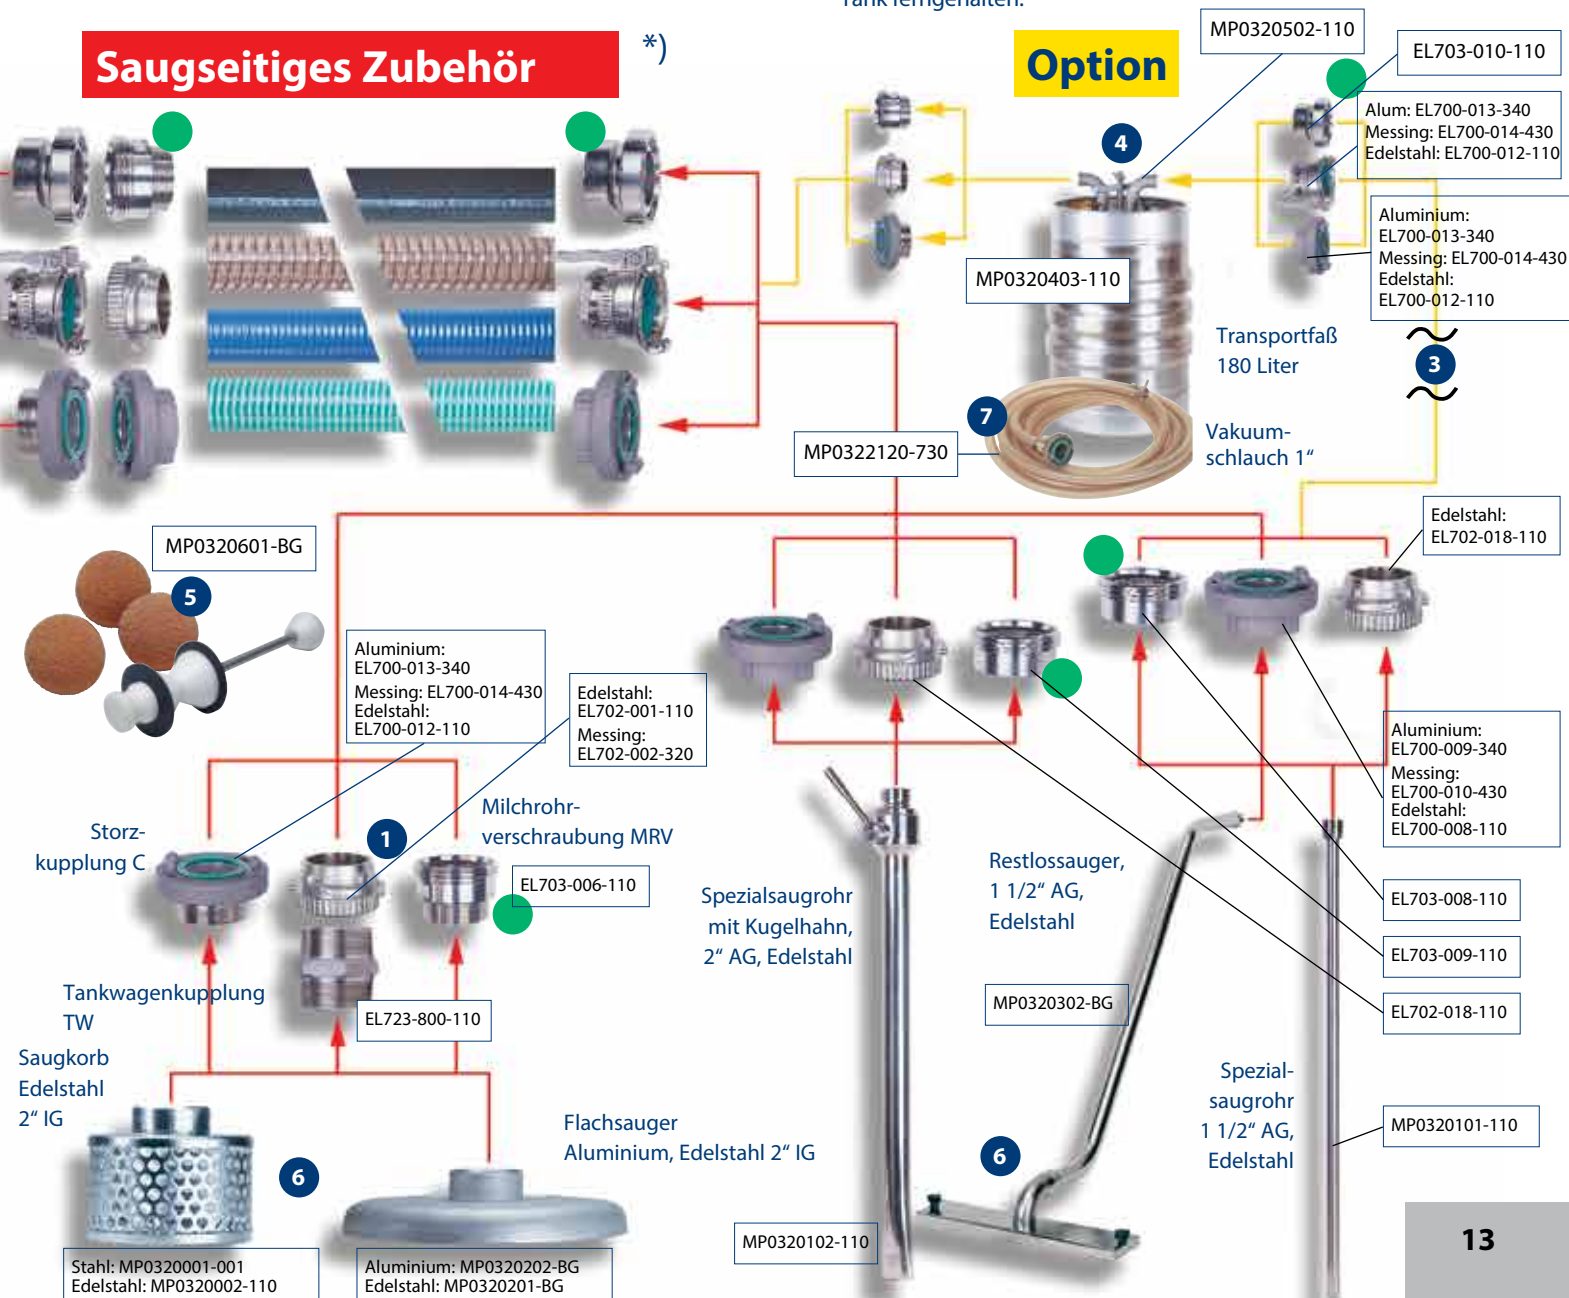 Tank ferngehalten.
Saugseitiges Zubehör
*)
Option
MP0320502-110
EL703-010-110
Alum: EL700-013-340
Messing: EL700-014-430
Edelstahl: EL700-012-110
4
Aluminium:
EL700-013-340
Messing: EL700-014-430
Edelstahl:
EL700-012-110
MP0320403-110
Transportfaß
180 Liter
3
7
MP0322120-730
Vakuum-
schlauch 1“
Edelstahl:
EL702-018-110
MP0320601-BG
5
Aluminium:
EL700-013-340
Messing: EL700-014-430
Edelstahl:
EL700-012-110
Edelstahl:
EL702-001-110
Messing:
EL702-002-320
Aluminium:
EL700-009-340
Messing:
EL700-010-430
Edelstahl:
EL700-008-110
Storz-
kupplung C
1
Milchrohr-
verschraubung MRV
EL703-006-110
Spezialsaugrohr
mit Kugelhahn,
2“ AG, Edelstahl
Restlossauger,
1 1/2“ AG,
Edelstahl
EL703-008-110
EL703-009-110
EL702-018-110
Tankwagenkupplung
TW
EL723-800-110
MP0320302-BG
Saugkorb
Edelstahl
2“ IG
Flachsauger
Aluminium, Edelstahl 2“ IG
Spezial-
saugrohr
1 1/2“ AG,
Edelstahl
MP0320101-110
6
6
MP0320102-110
Stahl: MP0320001-001
Edelstahl: MP0320002-110
Aluminium: MP0320202-BG
Edelstahl: MP0320201-BG
13